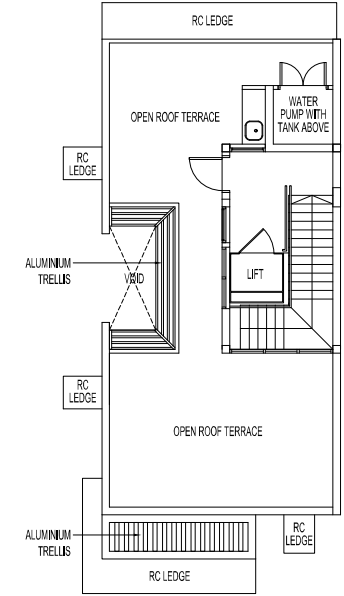 RC LEDGE
OPEN ROOF TERRACE
WATER
PUMP WITH
TANK ABOVE
RC
LEDGE
ALUMINIUM
TRELLIS
VOID
LIFT
RC
LEDGE
OPEN ROOF TERRACE
ALUMINIUM
TRELLIS
RC
LEDGE
RC LEDGE